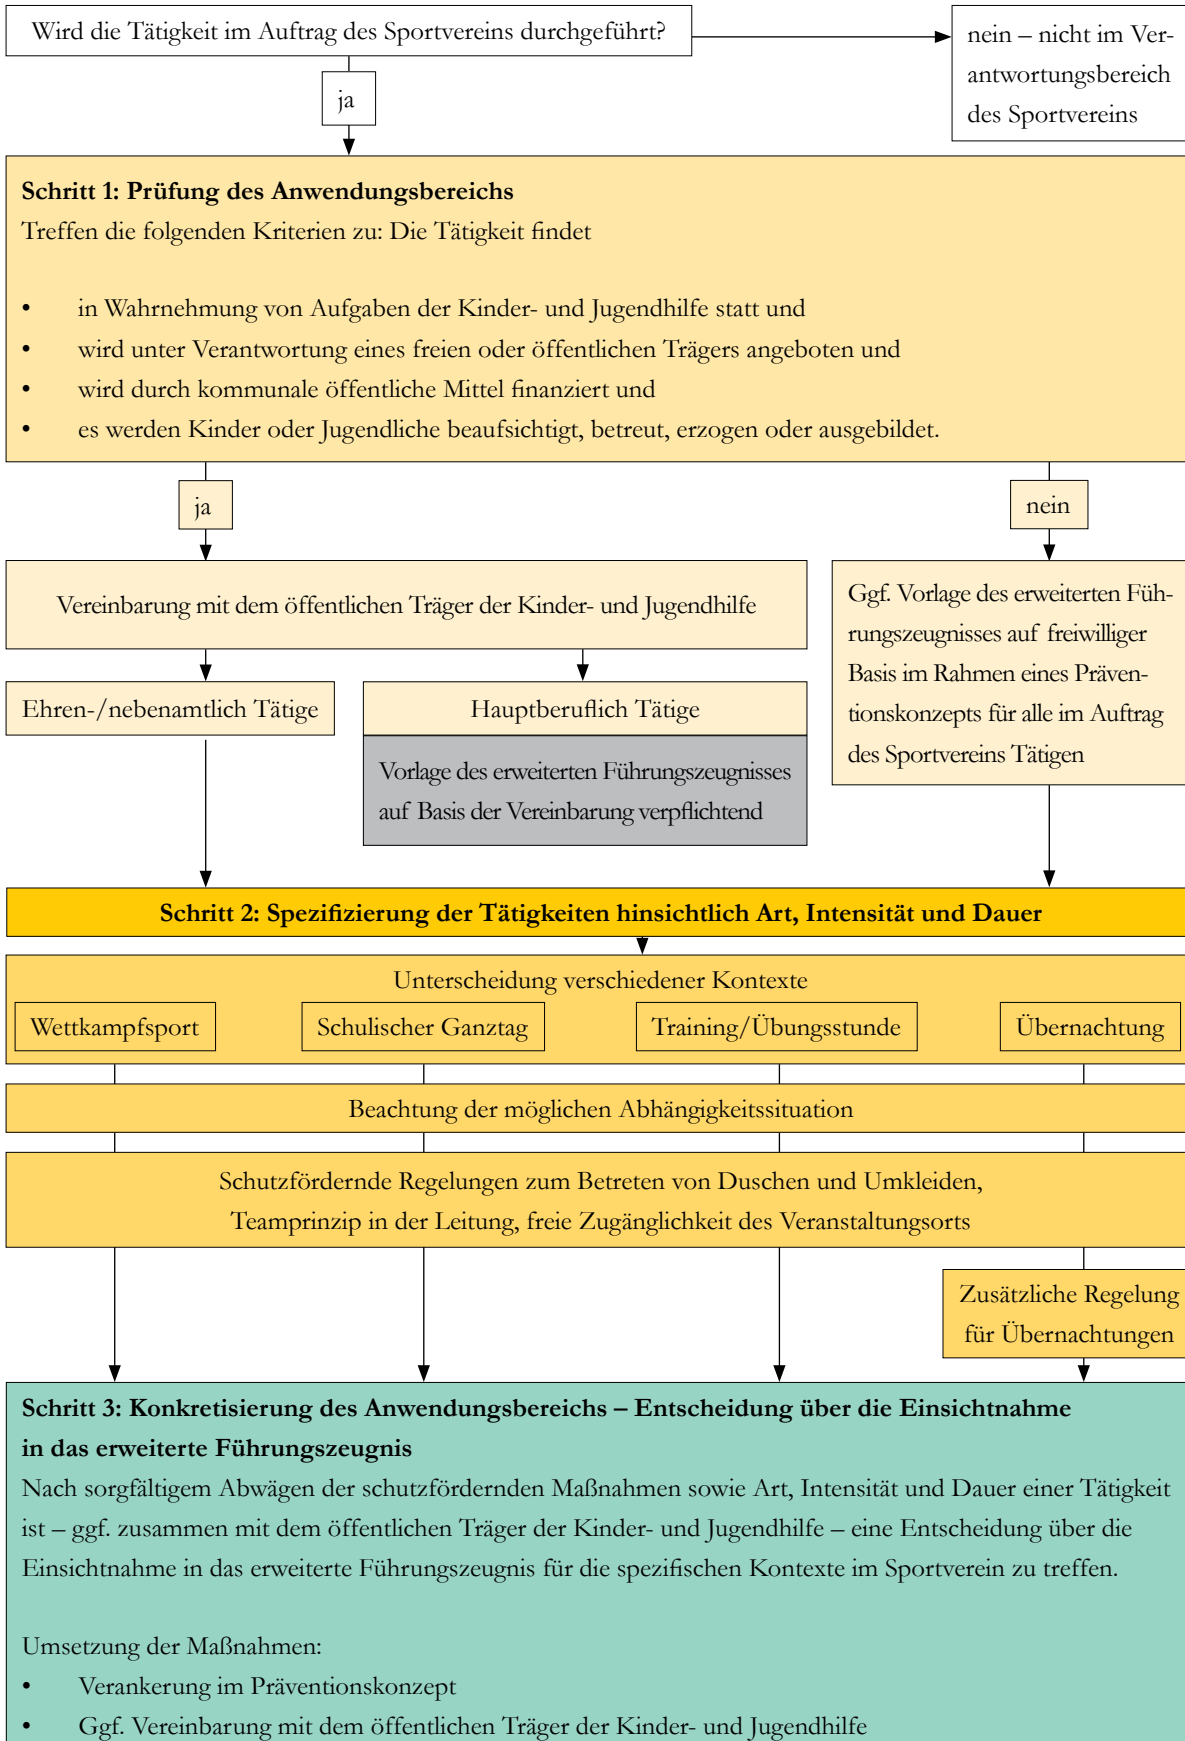 Wird die Tätigkeit im Auftrag des Sportvereins durchgeführt?
nein – nicht im Ver-
antwortungsbereich
des Sportvereins
ja
Schritt 1: Prüfung des Anwendungsbereichs
Treffen die folgenden Kriterien zu: Die Tätigkeit findet
• in Wahrnehmung von Aufgaben der Kinder- und Jugendhilfe statt und
• wird unter Verantwortung eines freien oder öffentlichen Trägers angeboten und
• wird durch kommunale öffentliche Mittel finanziert und
• es werden Kinder oder Jugendliche beaufsichtigt, betreut, erzogen oder ausgebildet.
ja
nein
Vereinbarung mit dem öffentlichen Träger der Kinder- und Jugendhilfe
Ggf. Vorlage des erweiterten Füh-
rungszeugnisses auf freiwilliger
Basis im Rahmen eines Präven-
tionskonzepts für alle im Auftrag
des Sportvereins Tätigen
Ehren-/nebenamtlich Tätige
Hauptberuflich Tätige
Vorlage des erweiterten Führungszeugnisses
auf Basis der Vereinbarung verpflichtend
Schritt 2: Spezifizierung der Tätigkeiten hinsichtlich Art, Intensität und Dauer
Unterscheidung verschiedener Kontexte
Wettkampfsport
Schulischer Ganztag
Training/Übungsstunde
Übernachtung
Beachtung der möglichen Abhängigkeitssituation
Schutzfördernde Regelungen zum Betreten von Duschen und Umkleiden,
Teamprinzip in der Leitung, freie Zugänglichkeit des Veranstaltungsorts
Zusätzliche Regelung
für Übernachtungen
Schritt 3: Konkretisierung des Anwendungsbereichs – Entscheidung über die Einsichtnahme
in das erweiterte Führungszeugnis
Nach sorgfältigem Abwägen der schutzfördernden Maßnahmen sowie Art, Intensität und Dauer einer Tätigkeit
ist – ggf. zusammen mit dem öffentlichen Träger der Kinder- und Jugendhilfe – eine Entscheidung über die
Einsichtnahme in das erweiterte Führungszeugnis für die spezifischen Kontexte im Sportverein zu treffen.
Umsetzung der Maßnahmen:
• Verankerung im Präventionskonzept
• Ggf. Vereinbarung mit dem öffentlichen Träger der Kinder- und Jugendhilfe